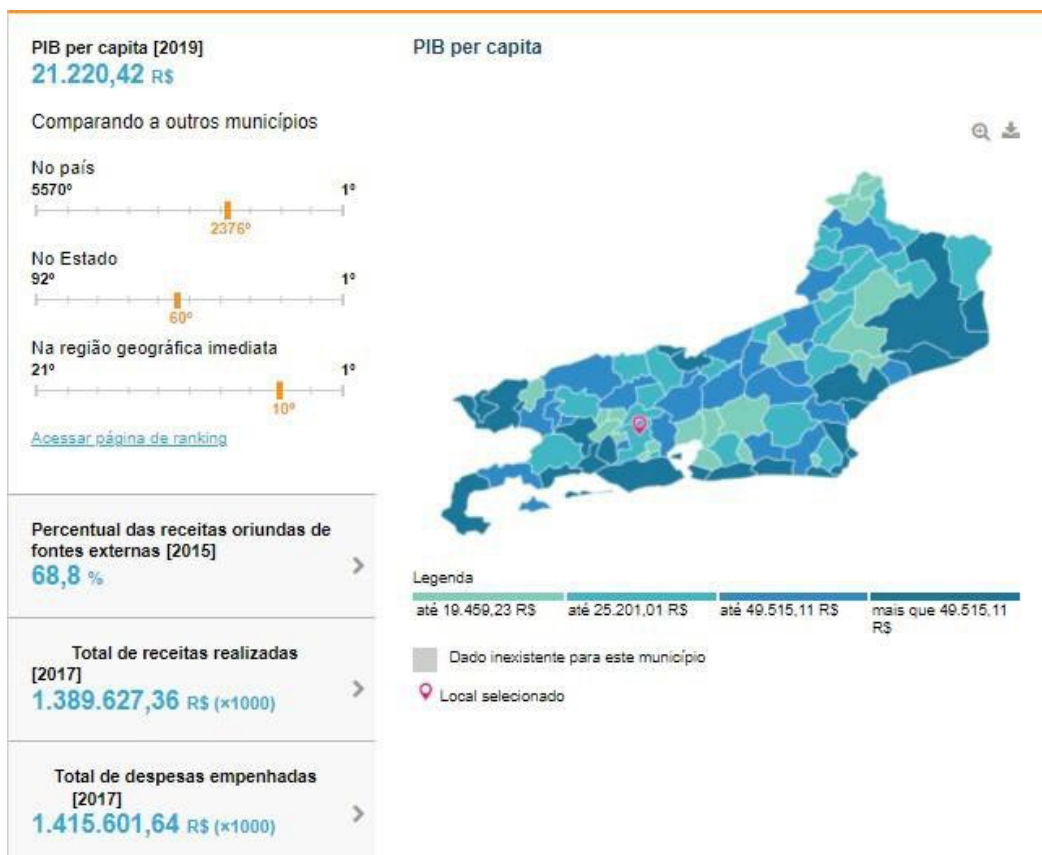 PIB per capita [2019]
21.220,42 R$
Comparando a outros municípios
No país
5570º 1º
2376º
No Estado
92º 1º
60º
Na região geográfica imediata
21º 1º
10º
Acessar página de ranking
Percentual das receitas oriundas de
fontes externas [2015]
68,8 %
Total de receitas realizadas
[2017]
1.389.627,36 R$ (×1000)
Total de despesas empenhadas
[2017]
1.415.601,64 R$ (×1000)
PIB per capita
Legenda
até 19.459,23 R$ até 25.201,01 R$ até 49.515,11 R$ mais que 49.515,11
R$
Dado inexistente para este município
Local selecionado